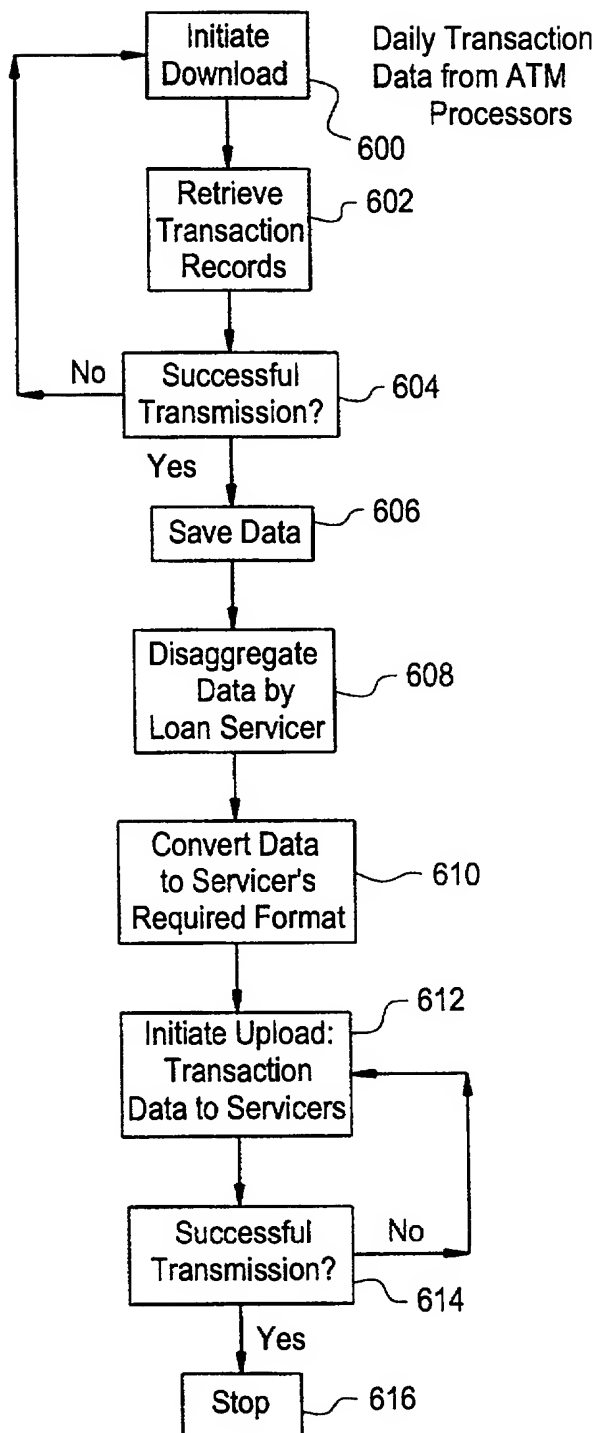 Initiate
Download
Daily Transaction
Data from ATM
Processors
600
Retrieve
Transaction
Records
602
No
Successful
Transmission?
604
Yes
Save Data
606
Disaggregate
Data by
Loan Servicer
608
Convert Data
to Servicer's
Required Format
610
612
Initiate Upload:
Transaction
Data to Servicers
Successful
Transmission?
No
614
Yes
Stop
616